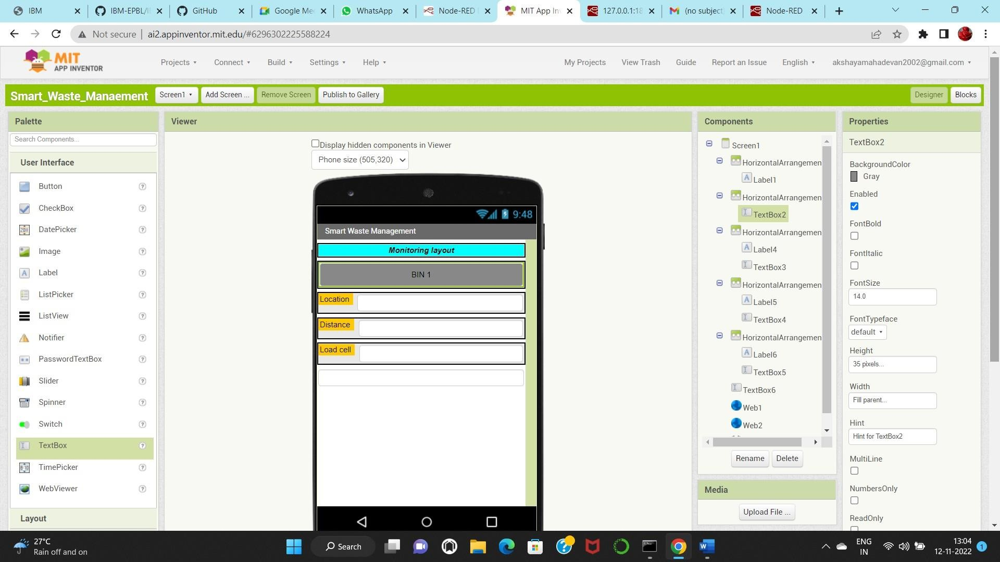 IBM
IBM-EPBL/I
GitHub
Google Me
WhatsApp
Node-RED
MIT App In
127.0.0.1:18
(no subject)
Node-RED
Not secure
ai2.appinventor.mit.edu/#6296302225588224
MIT
APP INVENTOR
Projects
Connect
Build
Settings
Help
My Projects
View Trash
Guide
Report an Issue
English
akshayamahadevan2002@gmail.com
Smart_Waste_Manaement
Screen1
Add Screen ...
Remove Screen
Publish to Gallery
Designer
Blocks
Palette
Search Components...
User Interface
Button
CheckBox
DatePicker
Image
Label
ListPicker
ListView
Notifier
PasswordTextBox
Slider
Spinner
Switch
TextBox
TimePicker
WebViewer
Layout
Viewer
Display hidden components in Viewer
Phone size (505,320)
9:48
Smart Waste Management
Monitoring layout
BIN 1
Location
Distance
Load cell
Components
Screen1
HorizontalArrangemen
Label1
HorizontalArrangemen
TextBox2
HorizontalArrangemen
Label4
TextBox3
HorizontalArrangemen
Label5
TextBox4
HorizontalArrangemen
Label6
TextBox5
TextBox6
Web1
Web2
Rename
Delete
Media
Upload File ...
Properties
TextBox2
BackgroundColor
Gray
Enabled
FontBold
FontItalic
FontSize
14.0
FontTypeface
default
Height
35 pixels...
Width
Fill parent...
Hint
Hint for TextBox2
MultiLine
NumbersOnly
ReadOnly
27°C
Rain off and on
Search
ENG
IN
13:04
12-11-2022
1